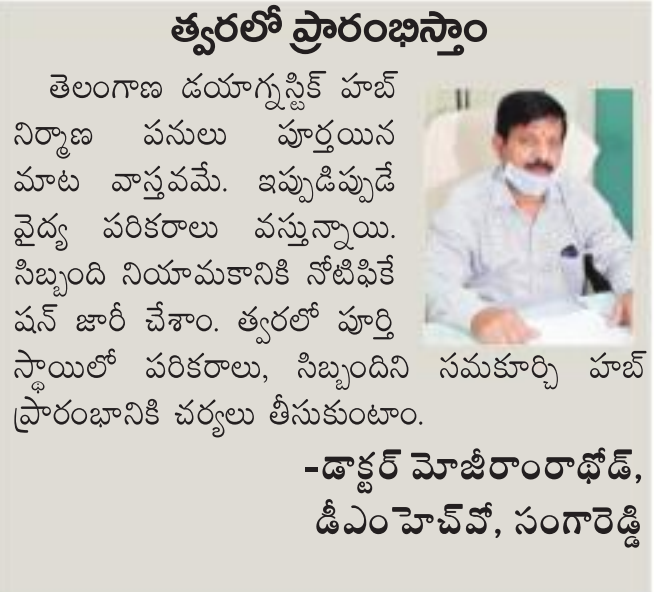 త్వరలో ప్రారంభిస్తాం
తెలంగాణ డయాగ్నస్టిక్ హబ్
నిర్మాణ పనులు పూర్తయిన
మాట వాస్తవమే. ఇప్పుడిప్పుడే
వైద్య పరికరాలు వస్తున్నాయి.
సిబ్బంది నియామకానికి నోటిఫికే
షన్ జారీ చేశాం. త్వరలో పూర్తి
స్థాయిలో పరికరాలు, సిబ్బందిని సమకూర్చి హబ్
ప్రారంభానికి చర్యలు తీసుకుంటాం.
-డాక్టర్ మోజీరాంరాథోడ్,
డీఎంహెచ్‌వో, సంగారెడ్డి